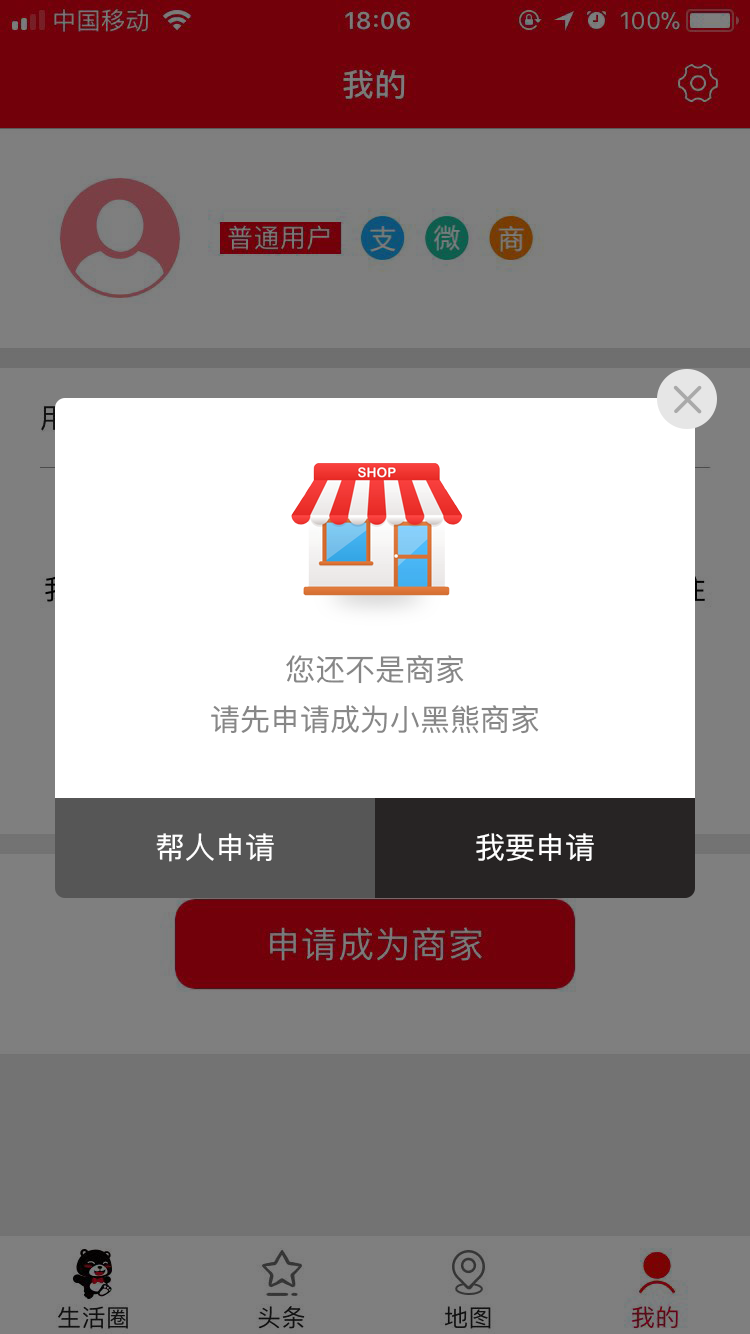 中国移动 18:06 100%
我的
普通用户 支 微 商
SHOP
您还不是商家
请先申请成为小黑熊商家
帮人申请 我要申请
申请成为商家
生活圈 头条 地图 我的